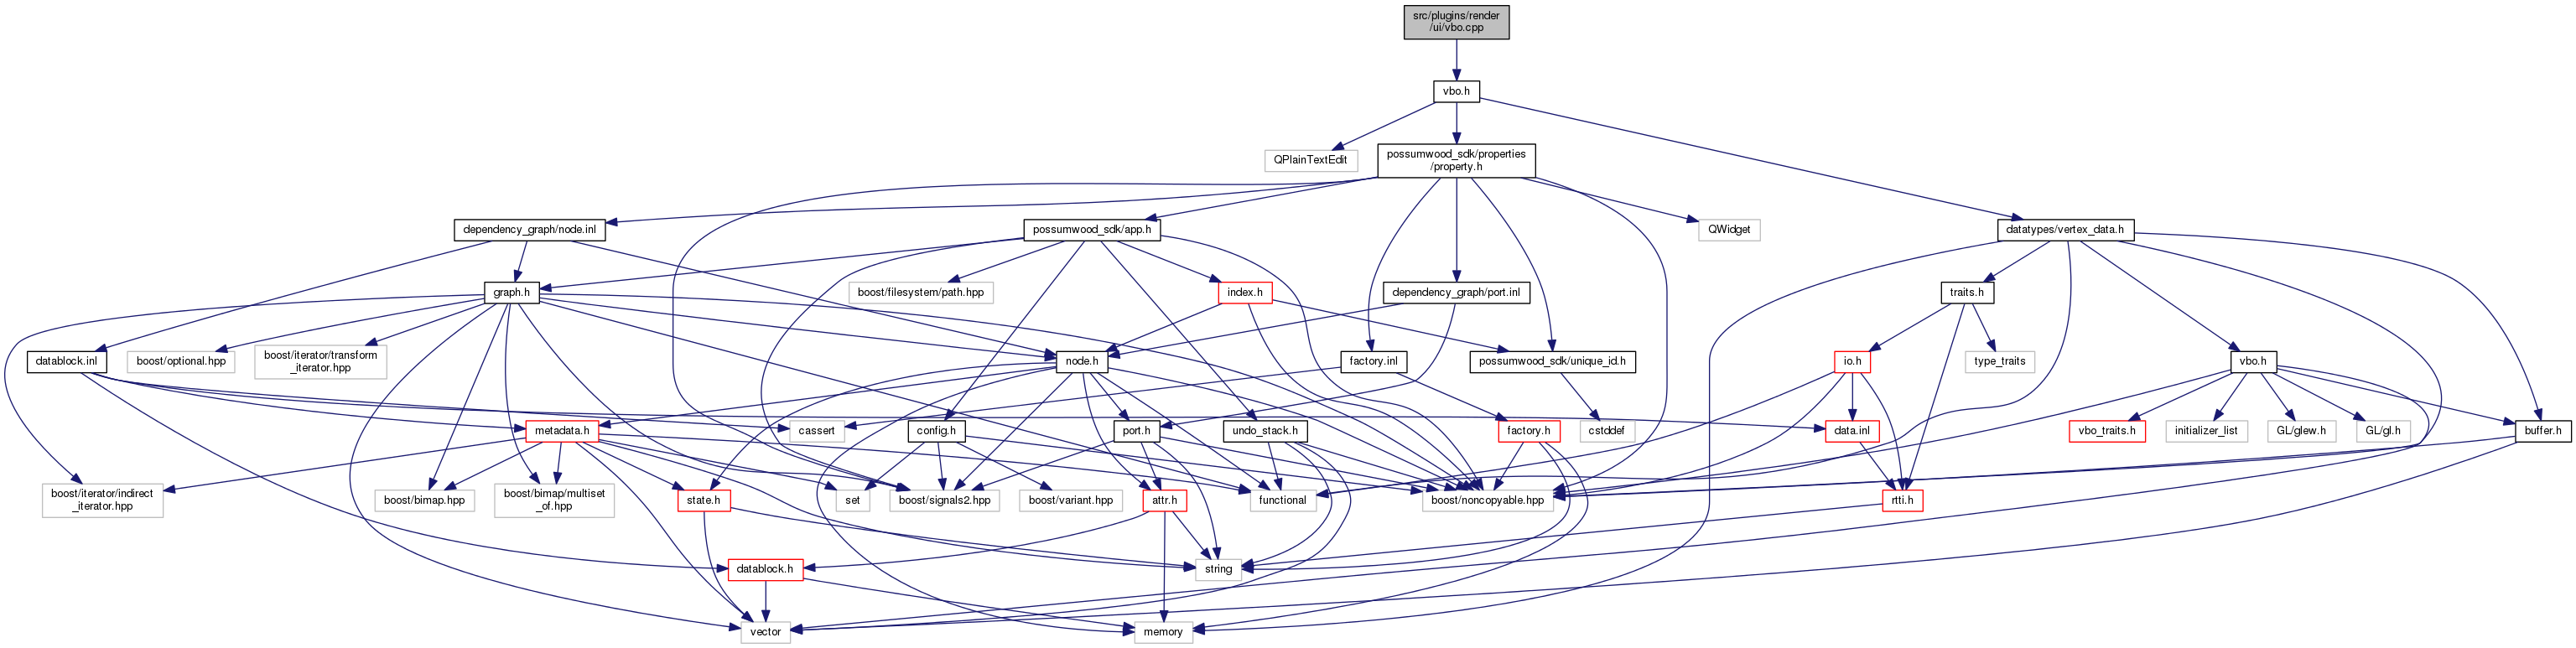 src/plugins/render
/ui/vbo.cpp
vbo.h
QPlainTextEdit
possumwood_sdk/properties
/property.h
dependency_graph/node.inl
possumwood_sdk/app.h
QWidget
datatypes/vertex_data.h
graph.h
boost/filesystem/path.hpp
index.h
dependency_graph/port.inl
traits.h
datablock.inl
boost/optional.hpp
boost/iterator/transform
_iterator.hpp
node.h
factory.inl
possumwood_sdk/unique_id.h
io.h
type_traits
vbo.h
metadata.h
cassert
config.h
port.h
undo_stack.h
factory.h
cstddef
data.inl
vbo_traits.h
initializer_list
GL/glew.h
GL/gl.h
buffer.h
boost/iterator/indirect
_iterator.hpp
boost/bimap.hpp
boost/bimap/multiset
_of.hpp
state.h
set
boost/signals2.hpp
boost/variant.hpp
attr.h
functional
boost/noncopyable.hpp
rtti.h
datablock.h
string
vector
memory